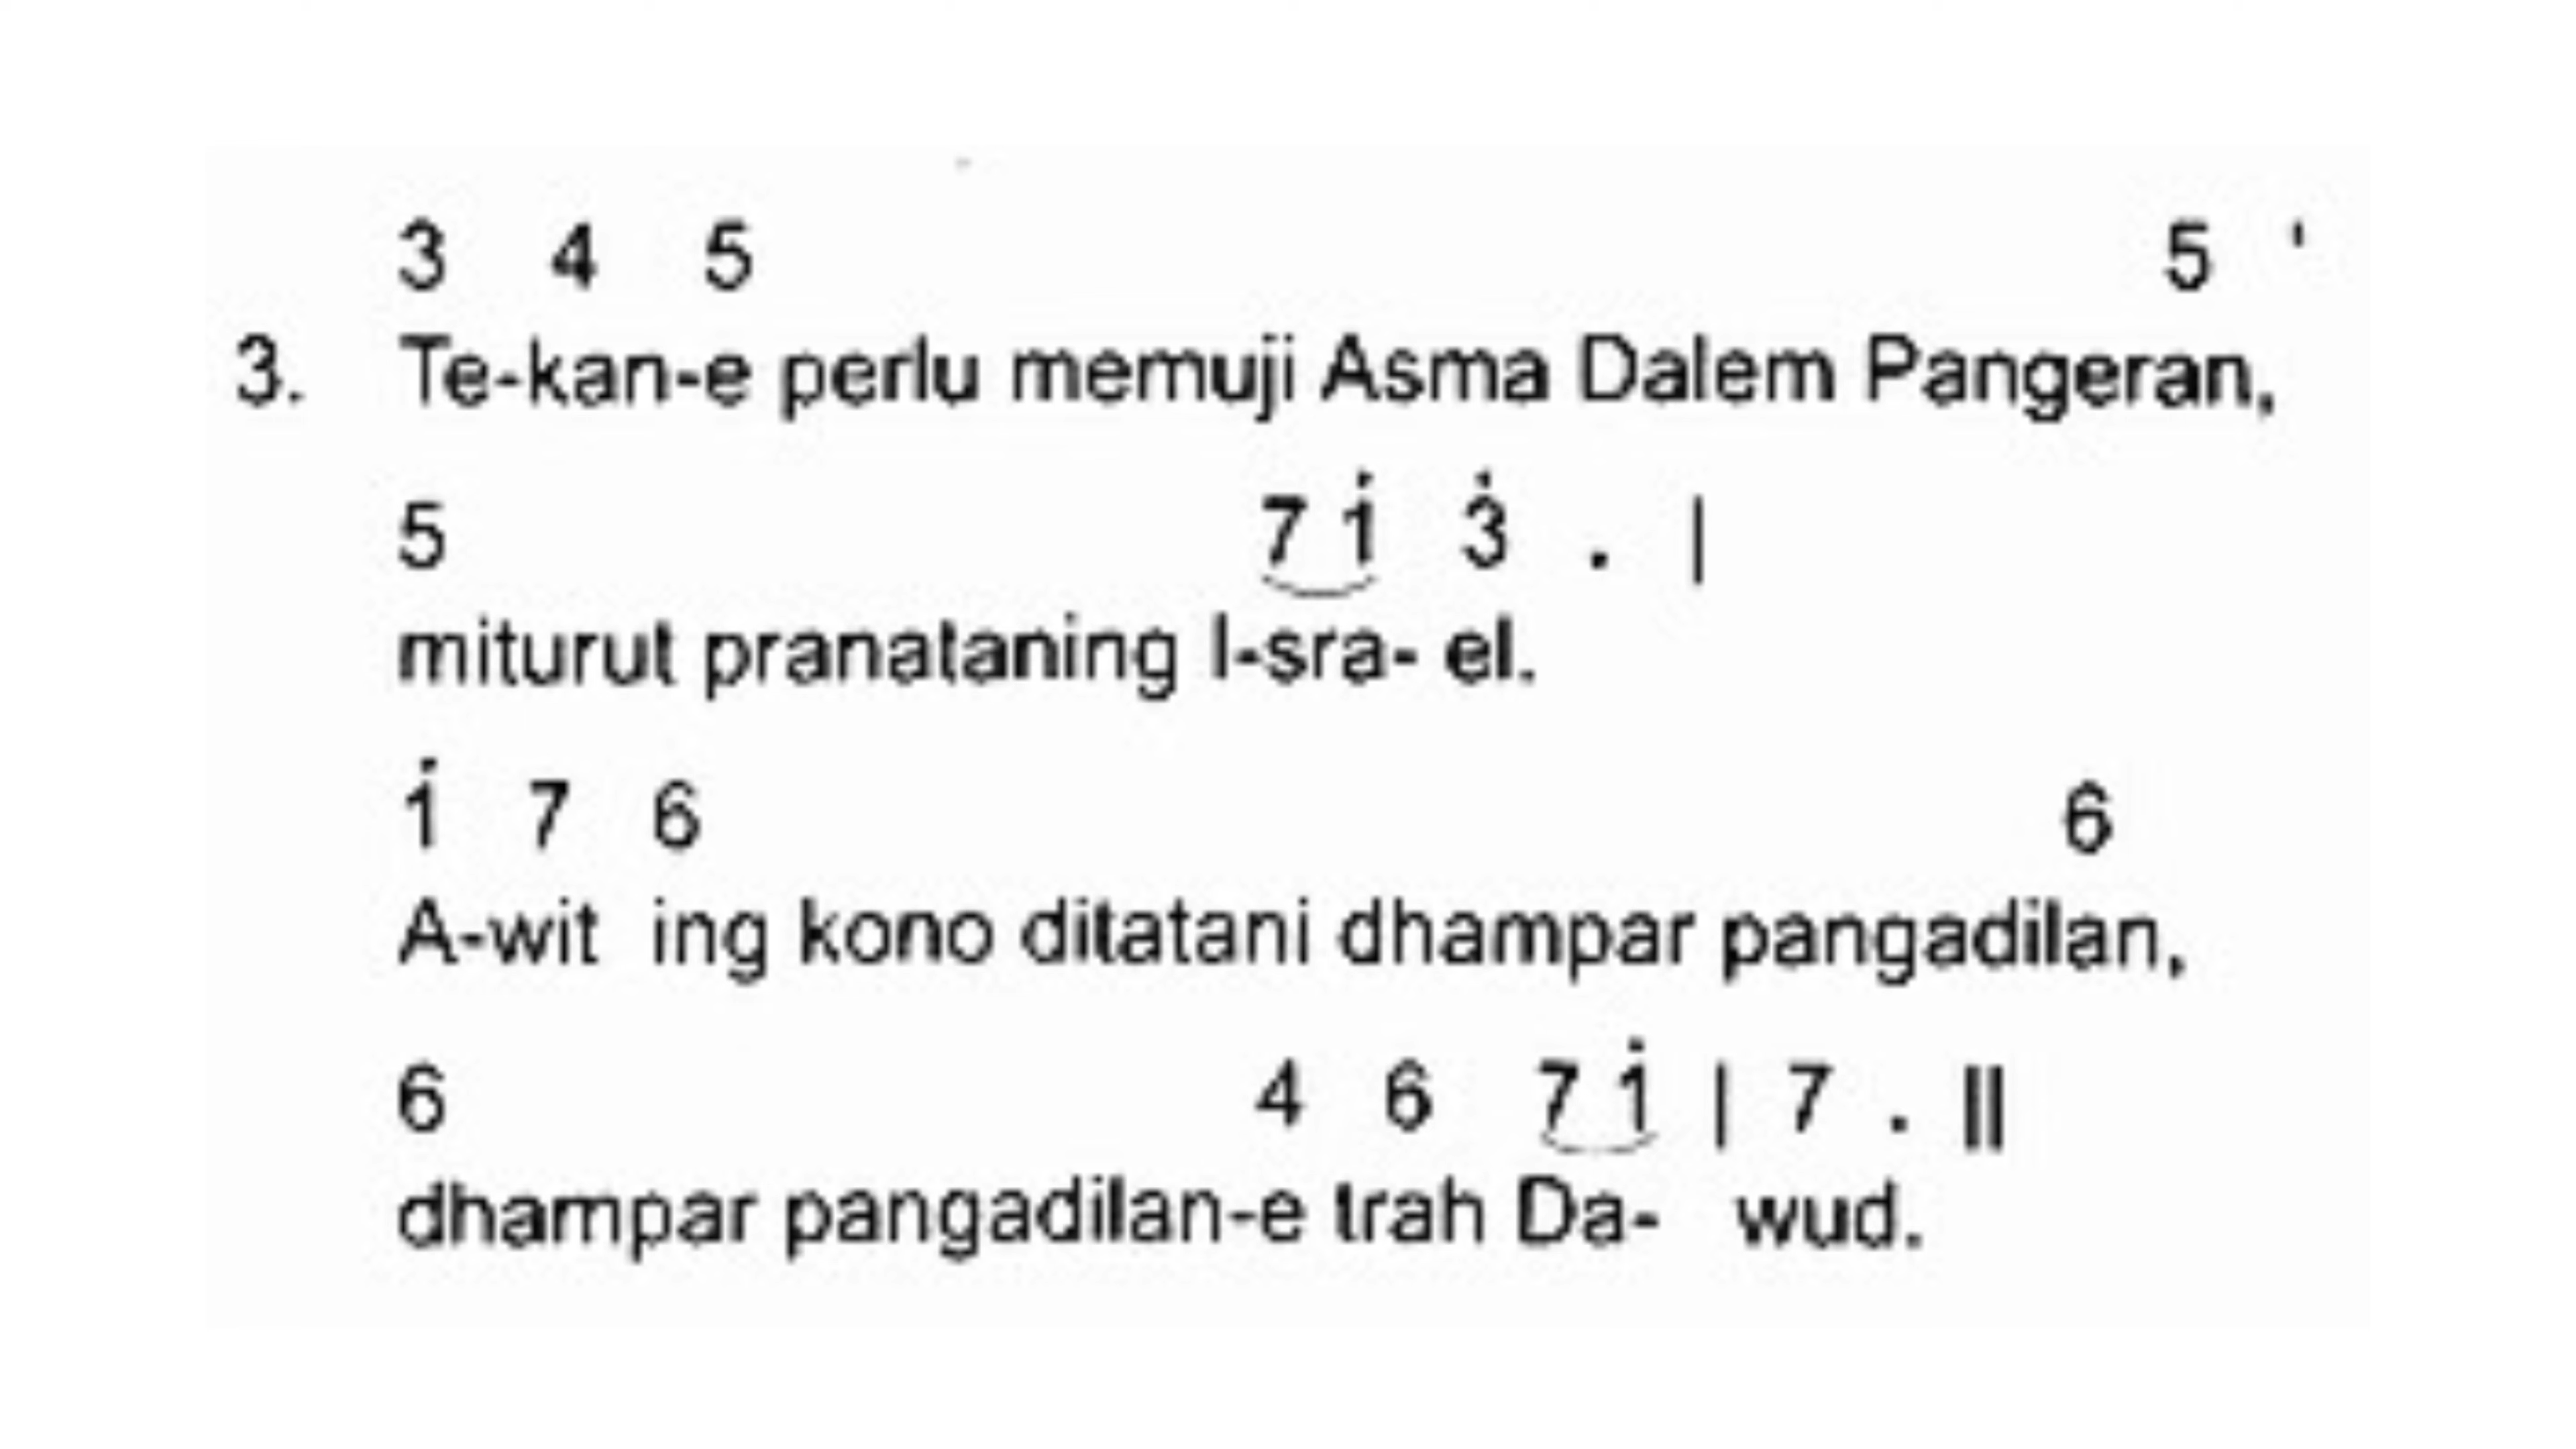 3 4 5 5 '
3. Te-kan-e perlu memuji Asma Dalem Pangeran,
5 7 1̇ 3̇ . |
miturut pranataning I-sra- el.
1̇ 7 6 6
A-wit ing kono ditatani dhampar pangadilan,
6 4 6 7 1̇ | 7 . ||
dhampar pangadilan-e trah Da- wud.